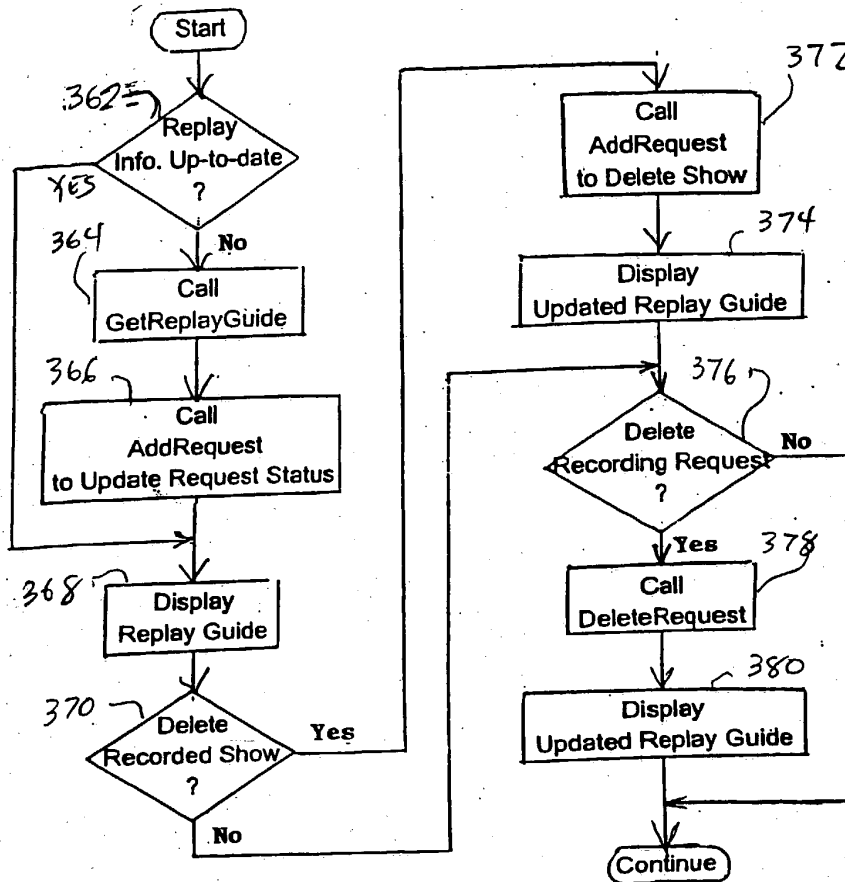 Start
362
Replay
Info. Up-to-date
?
YES
No
364
Call
GetReplayGuide
366
Call
AddRequest
to Update Request Status
368
Display
Replay Guide
370
Delete
Recorded Show
?
Yes
No
372
Call
AddRequest
to Delete Show
374
Display
Updated Replay Guide
376
Delete
Recording Request
?
No
Yes
378
Call
DeleteRequest
380
Display
Updated Replay Guide
Continue